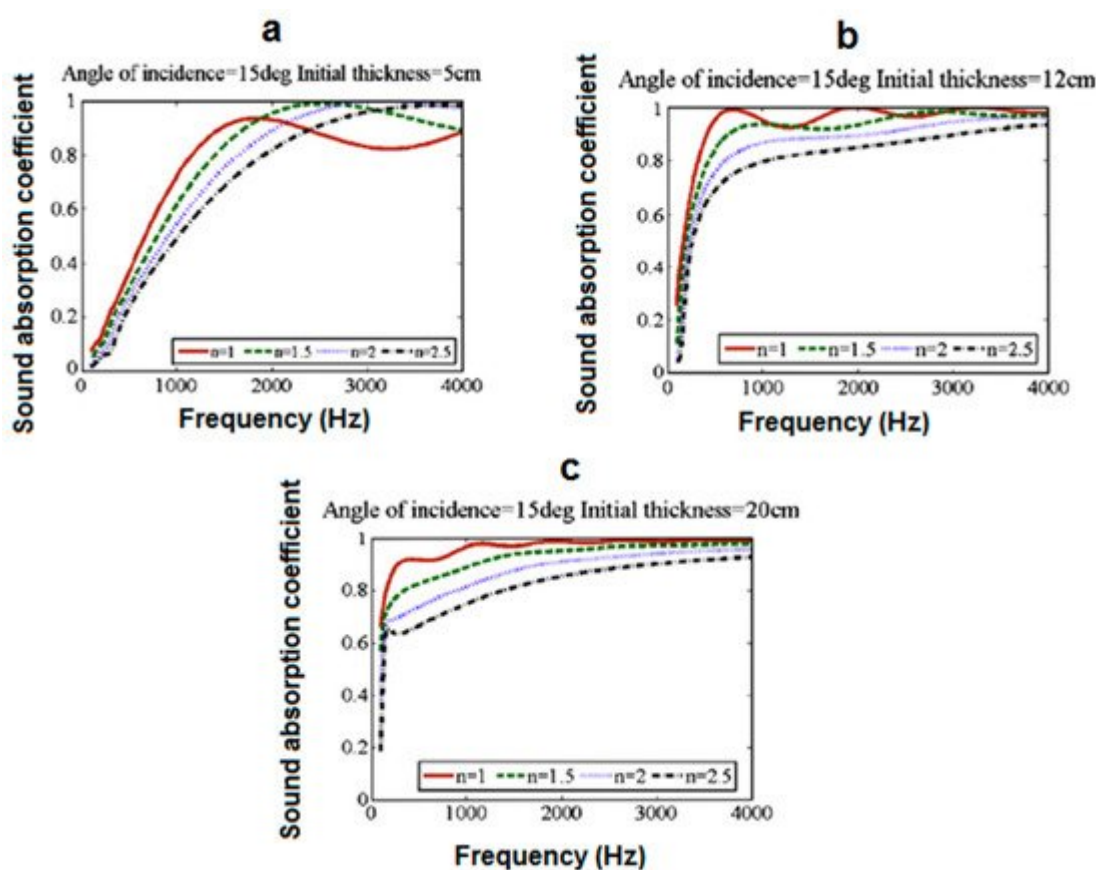 a
Angle of incidence=15deg Initial thickness=5cm
Sound absorption coefficient
1
0.8
0.6
0.4
0.2
0
n=1 n=1.5 n=2 n=2.5
0 1000 2000 3000 4000
Frequency (Hz)
b
Angle of incidence=15deg Initial thickness=12cm
Sound absorption coefficient
1
0.8
0.6
0.4
0.2
0
n=1 n=1.5 n=2 n=2.5
0 1000 2000 3000 4000
Frequency (Hz)
c
Angle of incidence=15deg Initial thickness=20cm
Sound absorption coefficient
1
0.8
0.6
0.4
0.2
0
n=1 n=1.5 n=2 n=2.5
0 1000 2000 3000 4000
Frequency (Hz)